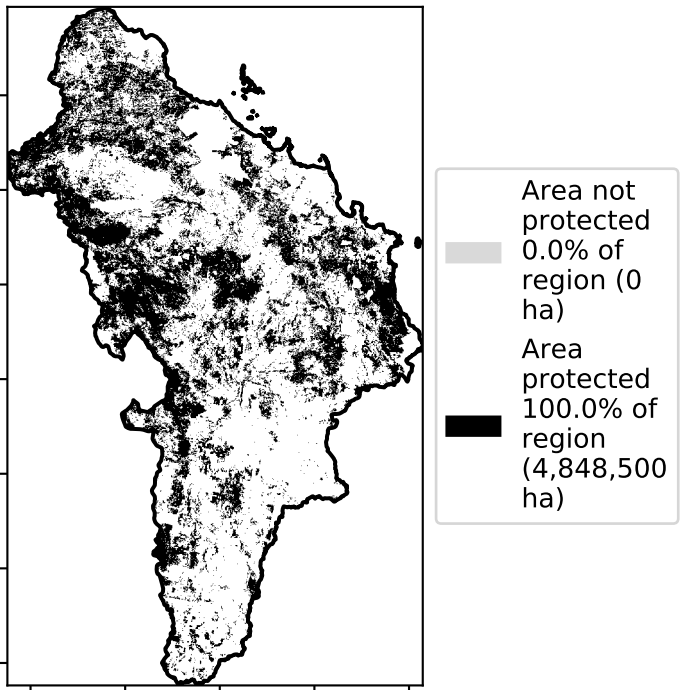 Area not
protected
0.0% of
region (0
ha)
Area
protected
100.0% of
region
(4,848,500
ha)